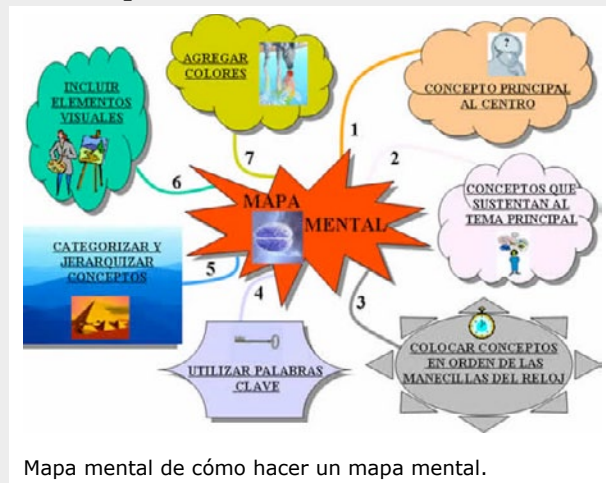 MAPA
MENTAL
1
CONCEPTO PRINCIPAL
AL CENTRO
2
CONCEPTOS QUE
SUSTENTAN AL
TEMA PRINCIPAL
3
COLOCAR CONCEPTOS
EN ORDEN DE LAS
MANECILLAS DEL RELOJ
4
UTILIZAR PALABRAS
CLAVE
5
CATEGORIZAR Y
JERARQUIZAR
CONCEPTOS
6
INCLUIR
ELEMENTOS
VISUALES
7
AGREGAR
COLORES
?
Mapa mental de cómo hacer un mapa mental.